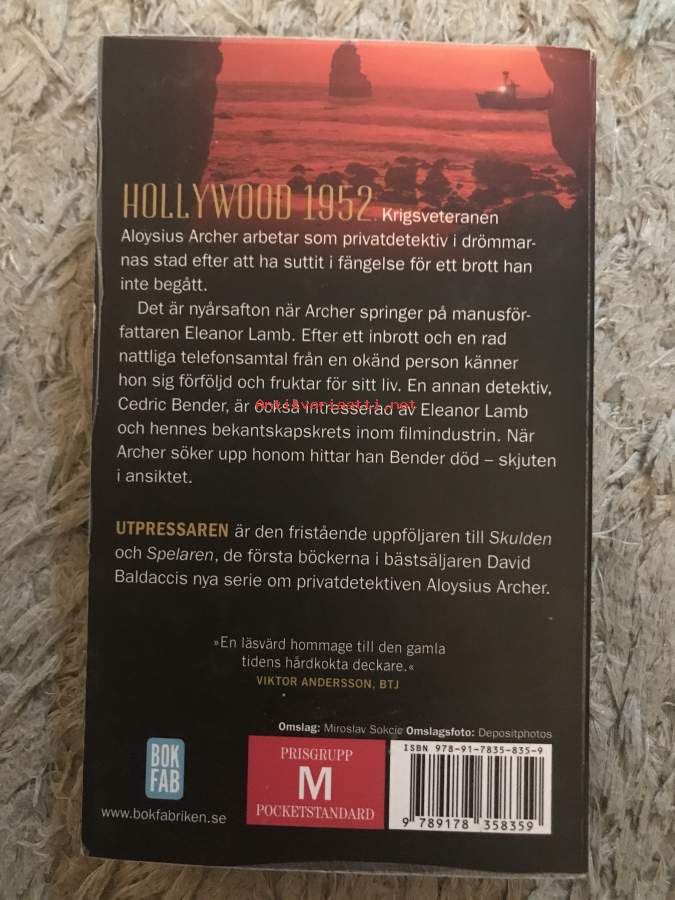 HOLLYWOOD 1952. Krigsveteranen
Aloysius Archer arbetar som privatdetektiv i drömmar-
nas stad efter att ha suttit i fängelse för ett brott han
inte begått.
Det är nyårsafton när Archer springer på manusför-
fattaren Eleanor Lamb. Efter ett inbrott och en rad
nattliga telefonsamtal från en okänd person känner
hon sig förföljd och fruktar för sitt liv. En annan detektiv,
Cedric Bender, är också intresserad av Eleanor Lamb
Antikvariaatti.net
och hennes bekantskapskrets inom filmindustrin. När
Archer söker upp honom hittar han Bender död – skjuten
i ansiktet.
UTPRESSAREN är den fristående uppföljaren till Skulden
och Spelaren, de första böckerna i bästsäljaren David
Baldaccis nya serie om privatdetektiven Aloysius Archer.
»En läsvärd hommage till den gamla
tidens hårdkokta deckare.«
VIKTOR ANDERSSON, BTJ
Omslag: Miroslav Sokcic Omslagsfoto: Depositphotos
BOK
FAB
www.bokfabriken.se
PRISGRUPP
M
POCKETSTANDARD
ISBN 978-91-7835-835-9
9 789178 358359